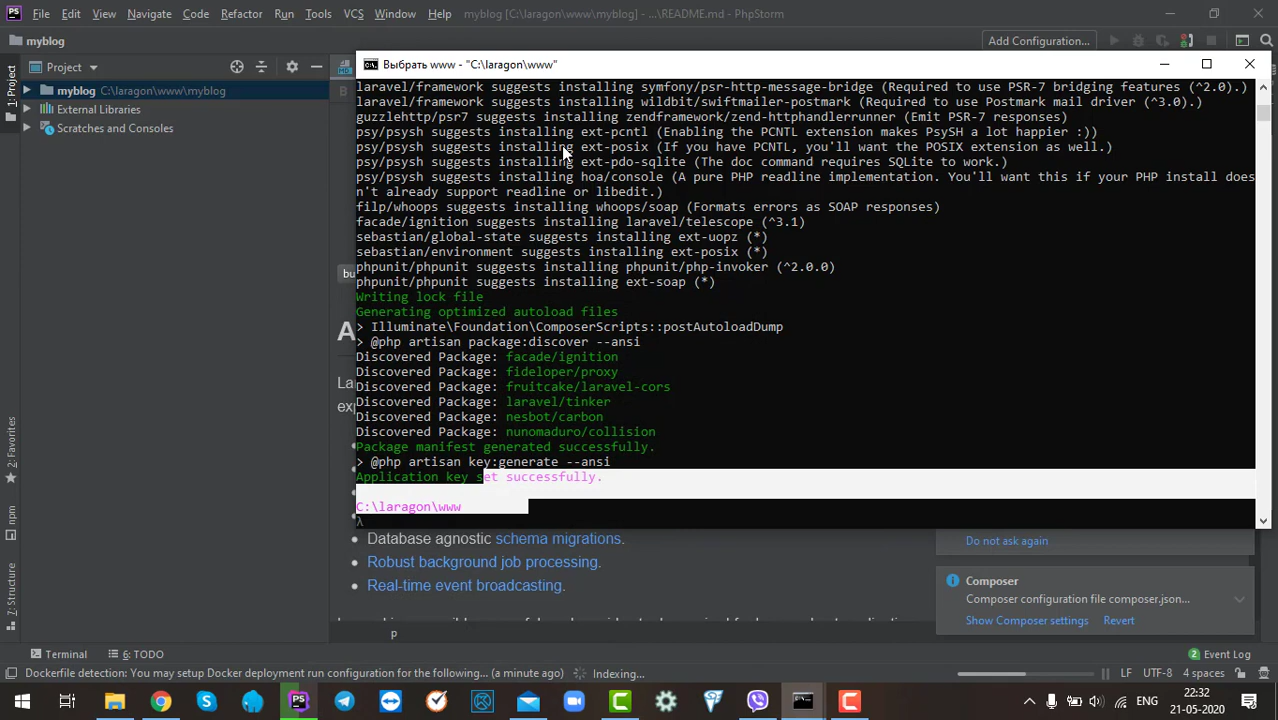 File Edit View Navigate Code Refactor Run Tools VCS Window Help myblog [C:\laragon\www\myblog] - ...\README.md - PhpStorm
myblog
Add Configuration...
Project
Выбрать www - "C:\laragon\www"
myblog C:\laragon\www\myblog
External Libraries
Scratches and Consoles
1: Project
laravel/framework suggests installing symfony/psr-http-message-bridge (Required to use PSR-7 bridging features (^2.0).)
laravel/framework suggests installing wildbit/swiftmailer-postmark (Required to use Postmark mail driver (^3.0).)
guzzlehttp/psr7 suggests installing zendframework/zend-httphandlerrunner (Emit PSR-7 responses)
psy/psysh suggests installing ext-pcntl (Enabling the PCNTL extension makes PsySH a lot happier :))
psy/psysh suggests installing ext-posix (If you have PCNTL, you'll want the POSIX extension as well.)
psy/psysh suggests installing ext-pdo-sqlite (The doc command requires SQLite to work.)
psy/psysh suggests installing hoa/console (A pure PHP readline implementation. You'll want this if your PHP install does
n't already support readline or libedit.)
filp/whoops suggests installing whoops/soap (Formats errors as SOAP responses)
facade/ignition suggests installing laravel/telescope (^3.1)
sebastian/global-state suggests installing ext-uopz (*)
sebastian/environment suggests installing ext-posix (*)
phpunit/phpunit suggests installing phpunit/php-invoker (^2.0.0)
phpunit/phpunit suggests installing ext-soap (*)
Writing lock file
Generating optimized autoload files
> Illuminate\Foundation\ComposerScripts::postAutoloadDump
> @php artisan package:discover --ansi
Discovered Package: facade/ignition
Discovered Package: fideloper/proxy
Discovered Package: fruitcake/laravel-cors
Discovered Package: laravel/tinker
Discovered Package: nesbot/carbon
Discovered Package: nunomaduro/collision
Package manifest generated successfully.
> @php artisan key:generate --ansi
Application key set successfully.
C:\laragon\www
λ
B
bu
A
La
exp
Database agnostic schema migrations.
Robust background job processing.
Real-time event broadcasting.
p
Do not ask again
Composer
Composer configuration file composer.json...
Show Composer settings Revert
2: Favorites
npm
7: Structure
Terminal 6: TODO
2 Event Log
Dockerfile detection: You may setup Docker deployment run configuration for the following... (a minute ago) Indexing... LF UTF-8 4 spaces
PS
ENG
22:32
21-05-2020